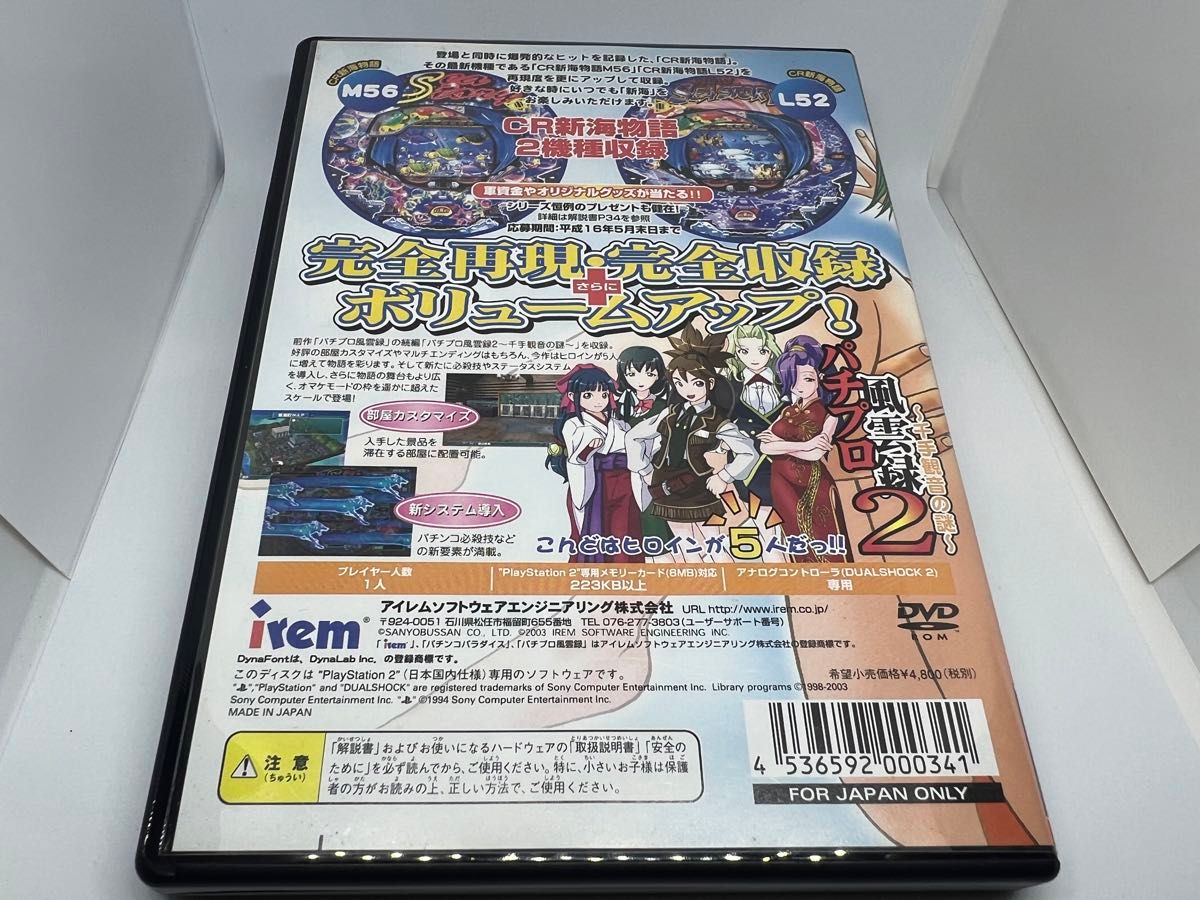 登場と同時に爆発的なヒットを記録した、「CR新海物語」。
その最新機種である「CR新海物語M56」「CR新海物語L52」を
再現度を更にアップして収録。
好きな時にいつでも「新海」を
お楽しみいただけます。
CR新海物語
M56
CR新海物語
L52
CR新海物語
2機種収録
軍資金やオリジナルグッズが当たる!!
シリーズ恒例のプレゼントも健在!
詳細は解説書P34を参照
応募期間:平成16年5月末日まで
完全再現・完全収録
さらに
ボリュームアップ!
前作「パチプロ風雲録」の続編「パチプロ風雲録2〜千手観音の謎〜」を収録。
好評の部屋カスタマイズやマルチエンディングはもちろん、今作はヒロインが5人
に増えて物語を彩ります。そして新たに必殺技やステータスシステム
を導入し、さらに物語の舞台もより広
く、オマケモードの枠を遥かに超えた
スケールで登場!
部屋カスタマイズ
入手した景品を
滞在する部屋に配置可能。
新システム導入
パチンコ必殺技など
の新要素が満載。
パチプロ
風雲録2
〜千手観音の謎〜
こんどはヒロインが5人だっ!!
プレイヤー人数
1人
"PlayStation 2"専用メモリーカード(8MB)対応
223KB以上
アナログコントローラ(DUALSHOCK 2)
専用
irem®
アイレムソフトウェアエンジニアリング株式会社 URL http://www.irem.co.jp/
〒924-0051 石川県松任市福留町655番地 TEL 076-277-3803(ユーザーサポート番号)
©SANYOBUSSAN CO., LTD. ©2003 IREM SOFTWARE ENGINEERING INC.
「irem」、「パチンコパラダイス」、「パチプロ風雲録」はアイレムソフトウェアエンジニアリング株式会社の登録商標です。
DVD
ROM
DynaFontは、DynaLab Inc. の登録商標です。
このディスクは "PlayStation 2" (日本国内仕様) 専用のソフトウェアです。
希望小売価格¥4,800(税別)
" ","PlayStation" and "DUALSHOCK" are registered trademarks of Sony Computer Entertainment Inc. Library programs ©1998-2003
Sony Computer Entertainment Inc. " " ©1994 Sony Computer Entertainment Inc.
MADE IN JAPAN
注意
(ちゅうい)
「解説書」およびお使いになるハードウェアの「取扱説明書」「安全の
ために」を必ず読んでから、ご使用ください。特に、小さいお子様は保護
者の方がお読みの上、正しい方法で、ご使用ください。
4 536592 000341
FOR JAPAN ONLY